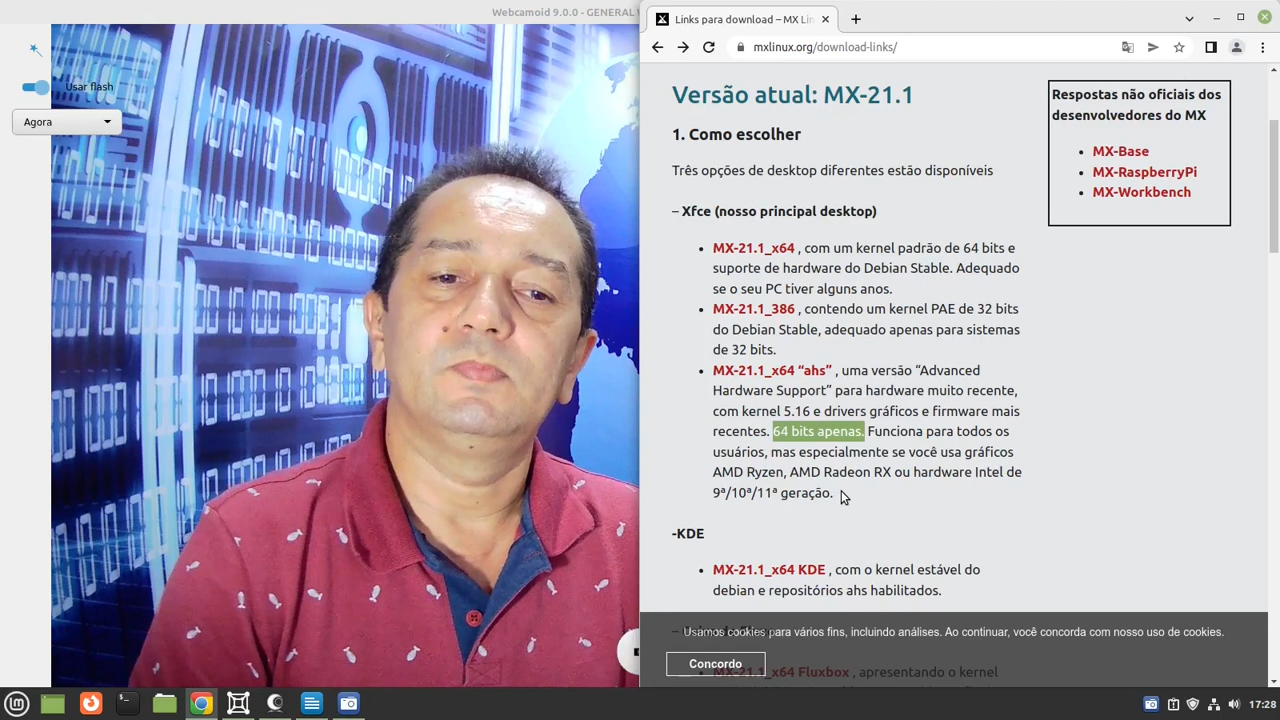 Webcamoid 9.0.0 - GENERAL
Usar flash
Agora
Links para download – MX Lin
mxlinux.org/download-links/
Versão atual: MX-21.1
1. Como escolher
Três opções de desktop diferentes estão disponíveis
– Xfce (nosso principal desktop)
MX-21.1_x64 , com um kernel padrão de 64 bits e
suporte de hardware do Debian Stable. Adequado
se o seu PC tiver alguns anos.
MX-21.1_386 , contendo um kernel PAE de 32 bits
do Debian Stable, adequado apenas para sistemas
de 32 bits.
MX-21.1_x64 “ahs” , uma versão “Advanced
Hardware Support” para hardware muito recente,
com kernel 5.16 e drivers gráficos e firmware mais
recentes. 64 bits apenas. Funciona para todos os
usuários, mas especialmente se você usa gráficos
AMD Ryzen, AMD Radeon RX ou hardware Intel de
9ª/10ª/11ª geração.
-KDE
MX-21.1_x64 KDE , com o kernel estável do
debian e repositórios ahs habilitados.
Respostas não oficiais dos
desenvolvedores do MX
MX-Base
MX-RaspberryPi
MX-Workbench
Usamos cookies para vários fins, incluindo análises. Ao continuar, você concorda com nosso uso de cookies.
Concordo
MX-21.1_x64 Fluxbox , apresentando o kernel
17:28